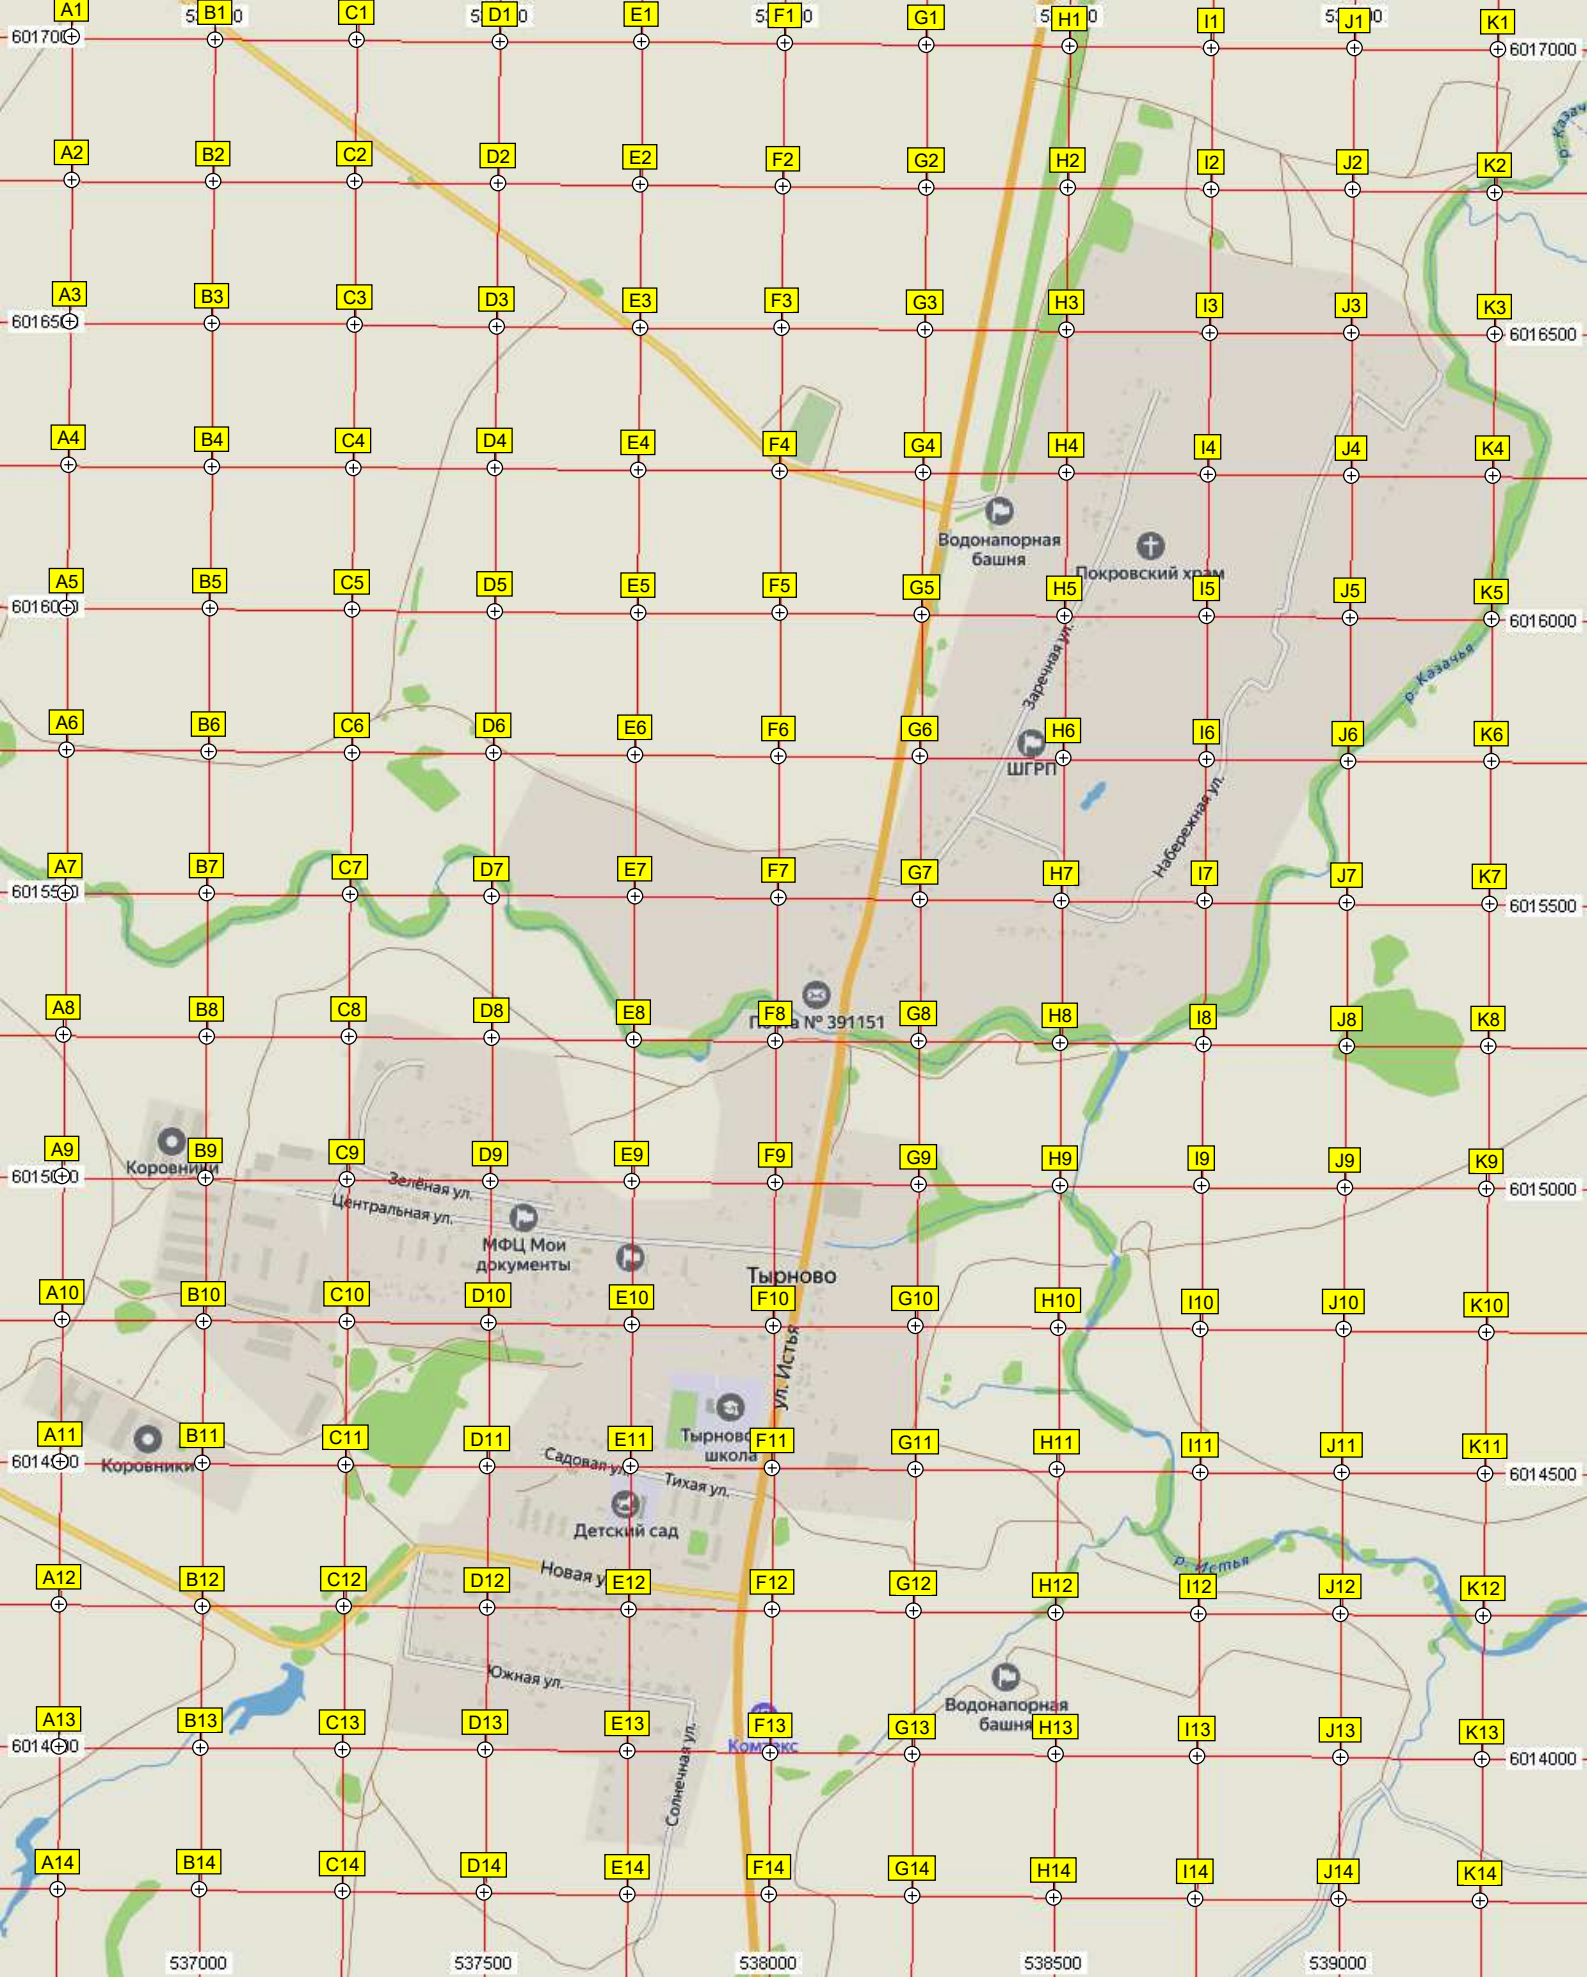 A1 B1 C1 D1 E1 F1 G1 H1 I1 J1 K1
6017000
р. Казач
A2 B2 C2 D2 E2 F2 G2 H2 I2 J2 K2
A3 B3 C3 D3 E3 F3 G3 H3 I3 J3 K3
6016500
A4 B4 C4 D4 E4 F4 G4 H4 I4 J4 K4
Водонапорная
башня
Покровский храм
A5 B5 C5 D5 E5 F5 G5 H5 I5 J5 K5
6016000
Заречная ул.
р. Казачья
A6 B6 C6 D6 E6 F6 G6 H6 I6 J6 K6
ШГРП
Набережная ул.
A7 B7 C7 D7 E7 F7 G7 H7 I7 J7 K7
6015500
A8 B8 C8 D8 E8 F8 G8 H8 I8 J8 K8
№ 391151
A9 B9 C9 D9 E9 F9 G9 H9 I9 J9 K9
Коровники
6015000
Зелёная ул.
Центральная ул.
МФЦ Мои
документы
Тырново
A10 B10 C10 D10 E10 F10 G10 H10 I10 J10 K10
ул. Истья
A11 B11 C11 D11 E11 F11 G11 H11 I11 J11 K11
школа
Коровники
Садовая ул.
6014500
Тихая ул.
Детский сад
р. Истья
Новая у
A12 B12 C12 D12 E12 F12 G12 H12 I12 J12 K12
Южная ул.
Водонапорная
башня
A13 B13 C13 D13 E13 F13 G13 H13 I13 J13 K13
6014000
Солнечная ул.
A14 B14 C14 D14 E14 F14 G14 H14 I14 J14 K14
537000 537500 538000 538500 539000